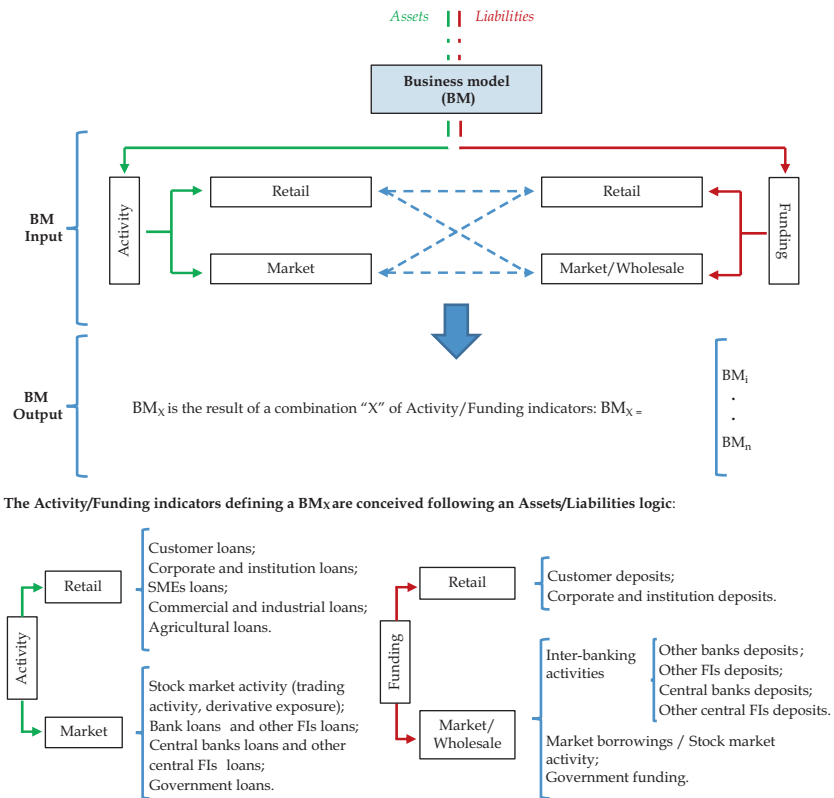 Assets
Liabilities
Business model
(BM)
BM
Input
Activity
Retail
Market
Retail
Market/Wholesale
Funding
BM
Output
BMX is the result of a combination “X” of Activity/Funding indicators: BMX =
BMi
.
.
BMn
The Activity/Funding indicators defining a BMX are conceived following an Assets/Liabilities logic:
Activity
Retail
Customer loans;
Corporate and institution loans;
SMEs loans;
Commercial and industrial loans;
Agricultural loans.
Market
Stock market activity (trading
activity, derivative exposure);
Bank loans and other FIs loans;
Central banks loans and other
central FIs loans;
Government loans.
Funding
Retail
Customer deposits;
Corporate and institution deposits.
Market/
Wholesale
Inter-banking
activities
Other banks deposits;
Other FIs deposits;
Central banks deposits;
Other central FIs deposits.
Market borrowings / Stock market
activity;
Government funding.